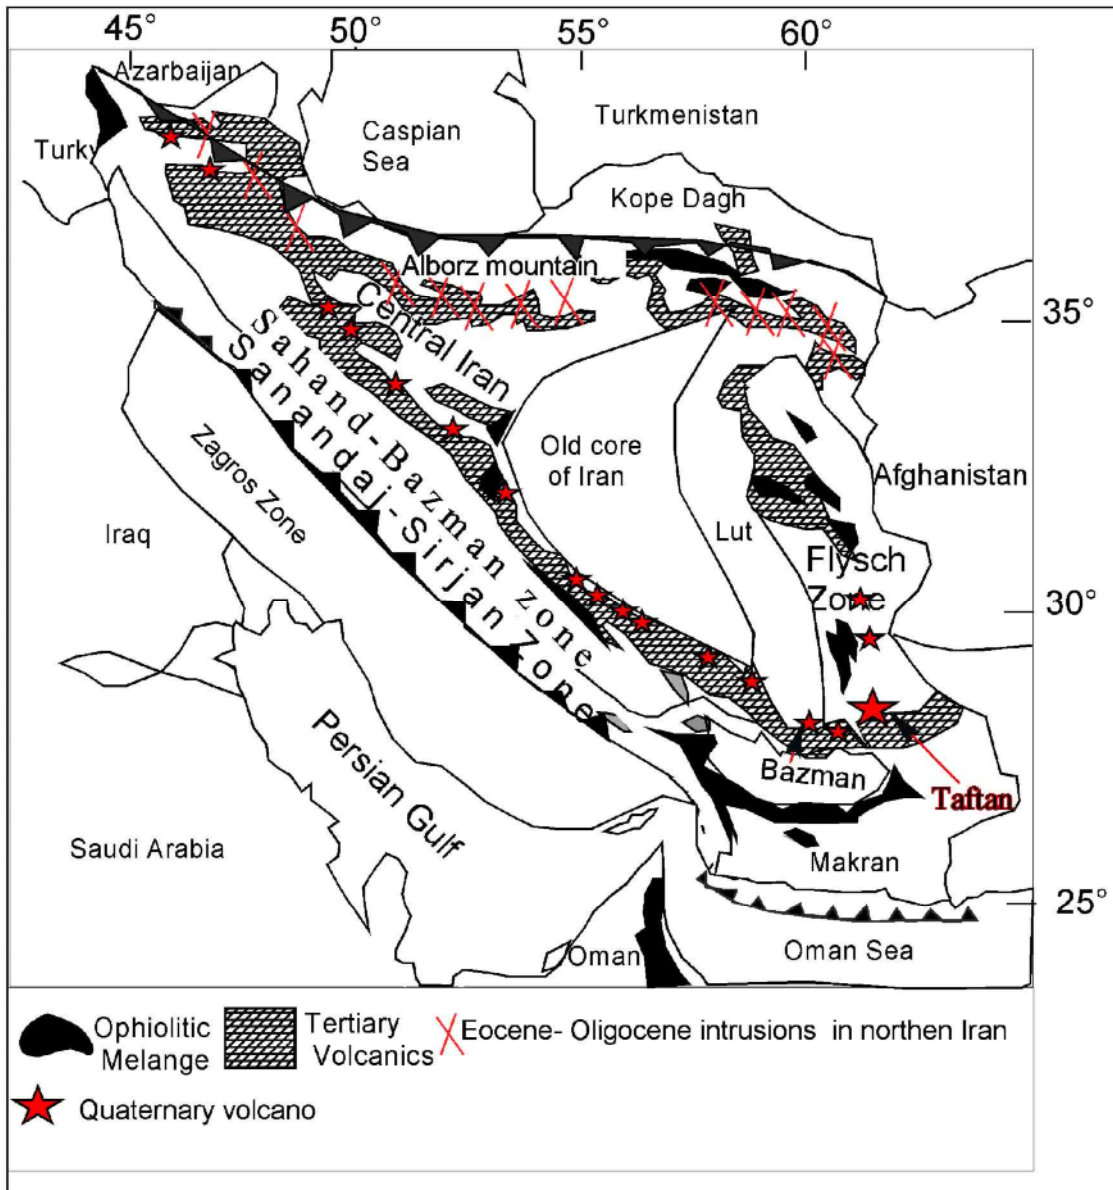 45°
50°
55°
60°
Azarbaijan
Turkmenistan
Caspian
Sea
Turky
Kope Dagh
Alborz mountain
35°
Central Iran
Sahand-Bazman zone
Sanandaj-Sirjan Zone
Zagros Zone
Old core
of Iran
Afghanistan
Iraq
Lut
Flysch
Zone
30°
Persian Gulf
Bazman
Taftan
Saudi Arabia
Makran
25°
Oman
Oman Sea
Ophiolitic
Melange
Tertiary
Volcanics
Eocene- Oligocene intrusions in northen Iran
Quaternary volcano